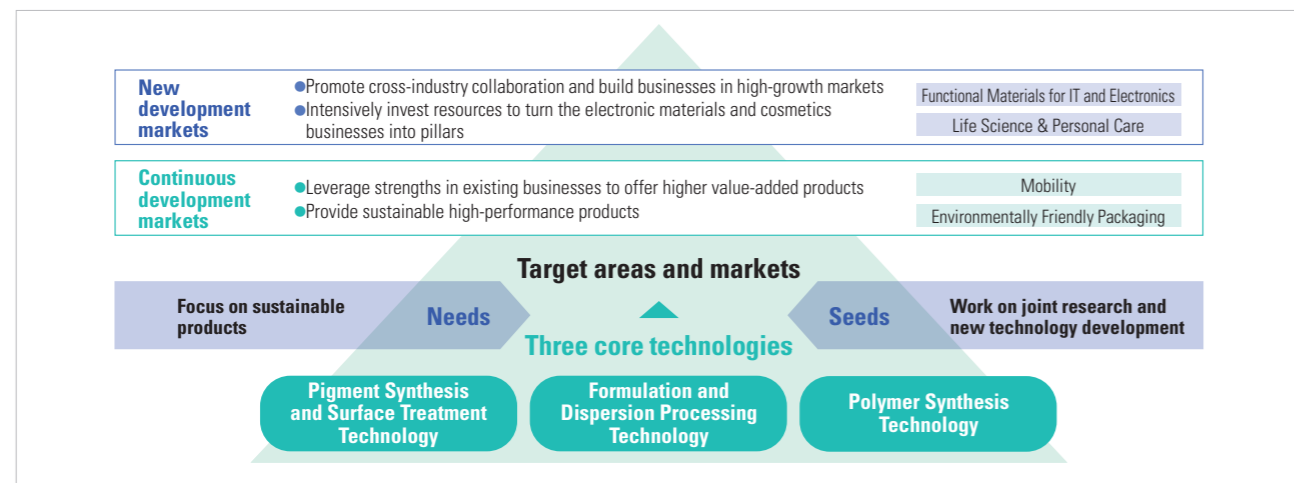 New
development
markets
●Promote cross-industry collaboration and build businesses in high-growth markets
●Intensively invest resources to turn the electronic materials and cosmetics
businesses into pillars
Functional Materials for IT and Electronics
Life Science & Personal Care
Continuous
development
markets
●Leverage strengths in existing businesses to offer higher value-added products
●Provide sustainable high-performance products
Mobility
Environmentally Friendly Packaging
Target areas and markets
Focus on sustainable
products
Needs
Seeds
Work on joint research and
new technology development
Three core technologies
Pigment Synthesis
and Surface Treatment
Technology
Formulation and
Dispersion Processing
Technology
Polymer Synthesis
Technology